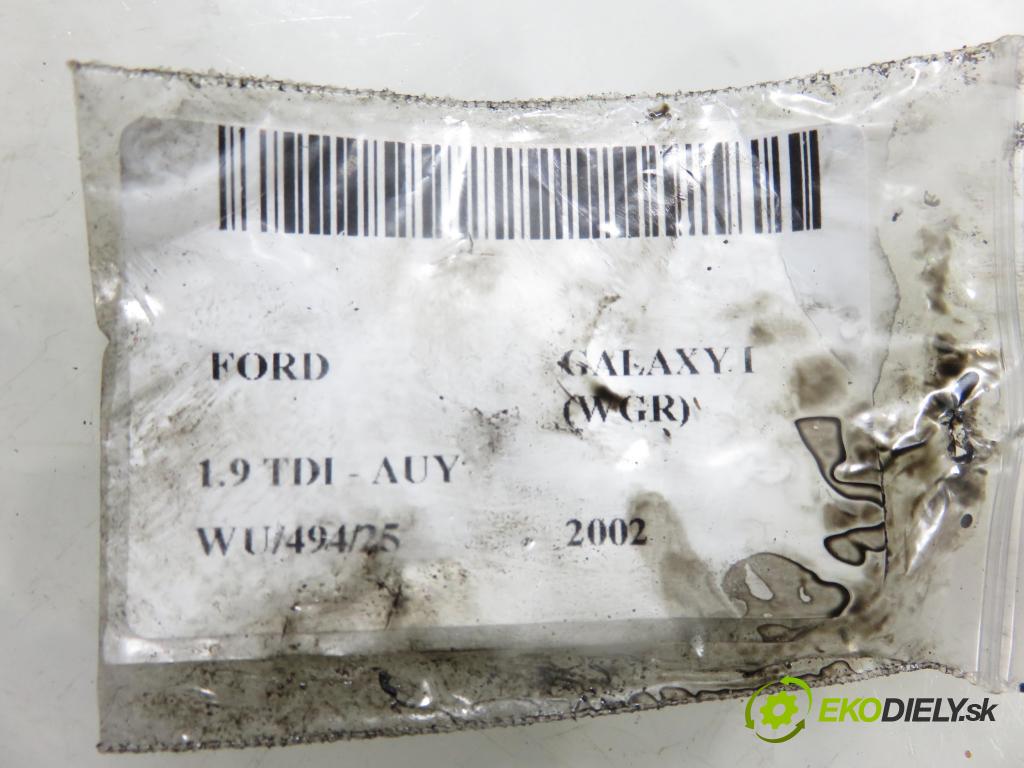 FORD GALAXY I
(WGR)
1.9 TDI - AUY
WU/494/25 2002
EKODIELY.sk